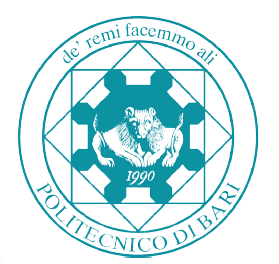 de' remi facemmo ali
1990
POLITECNICO DI BARI